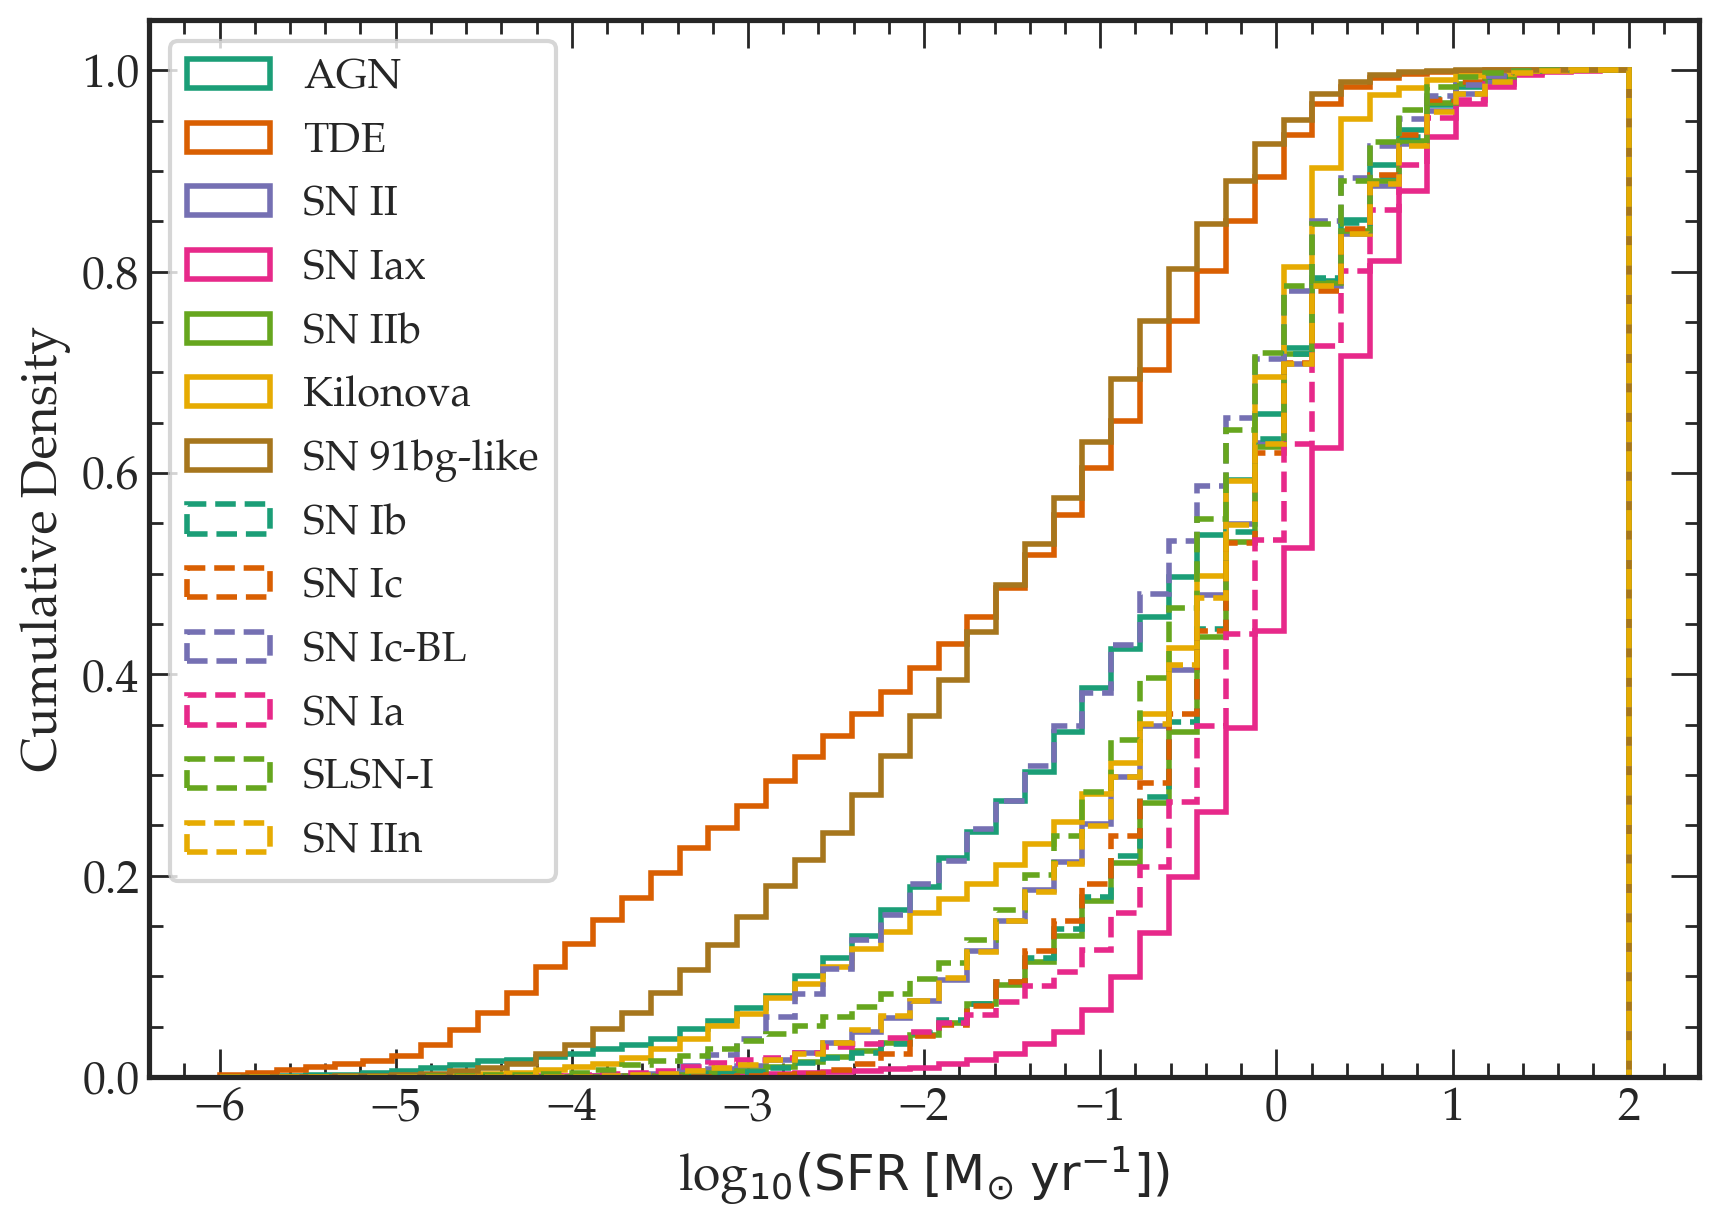 Cumulative Density
1.0
0.8
0.6
0.4
0.2
0.0
AGN
TDE
SN II
SN Iax
SN IIb
Kilonova
SN 91bg-like
SN Ib
SN Ic
SN Ic-BL
SN Ia
SLSN-I
SN IIn
−6 −5 −4 −3 −2 −1 0 1 2
log₁₀(SFR [M⊙ yr⁻¹])